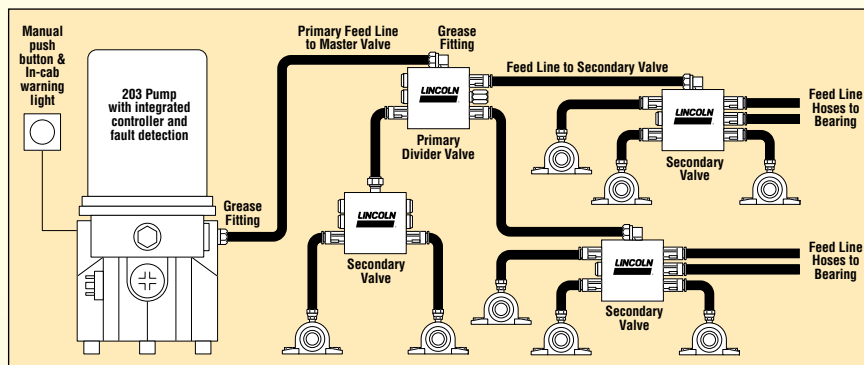 Manual
push
button &
In-cab
warning
light
203 Pump
with integrated
controller and
fault detection
Grease
Fitting
Primary Feed Line
to Master Valve
Grease
Fitting
LINCOLN
Primary
Divider Valve
Feed Line to Secondary Valve
LINCOLN
Secondary
Valve
Feed Line
Hoses to
Bearing
LINCOLN
Secondary
Valve
LINCOLN
Secondary
Valve
Feed Line
Hoses to
Bearing